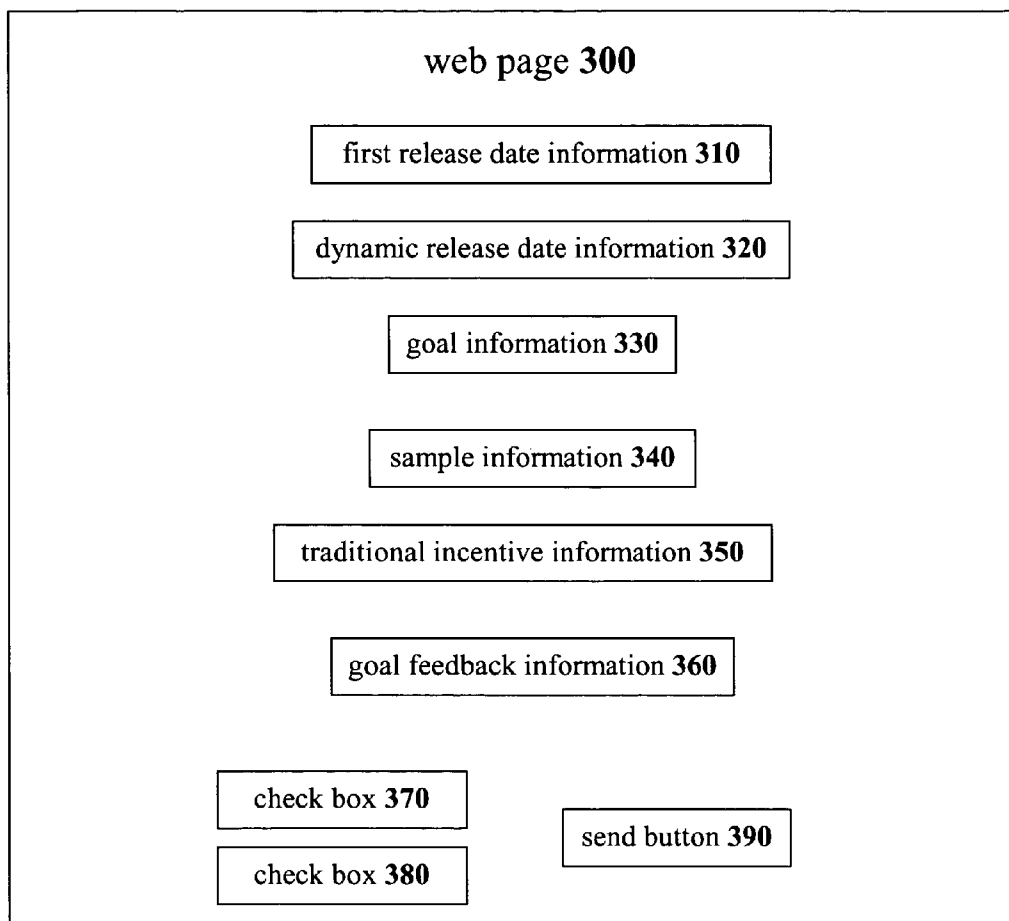 web page 300
first release date information 310
dynamic release date information 320
goal information 330
sample information 340
traditional incentive information 350
goal feedback information 360
check box 370
send button 390
check box 380